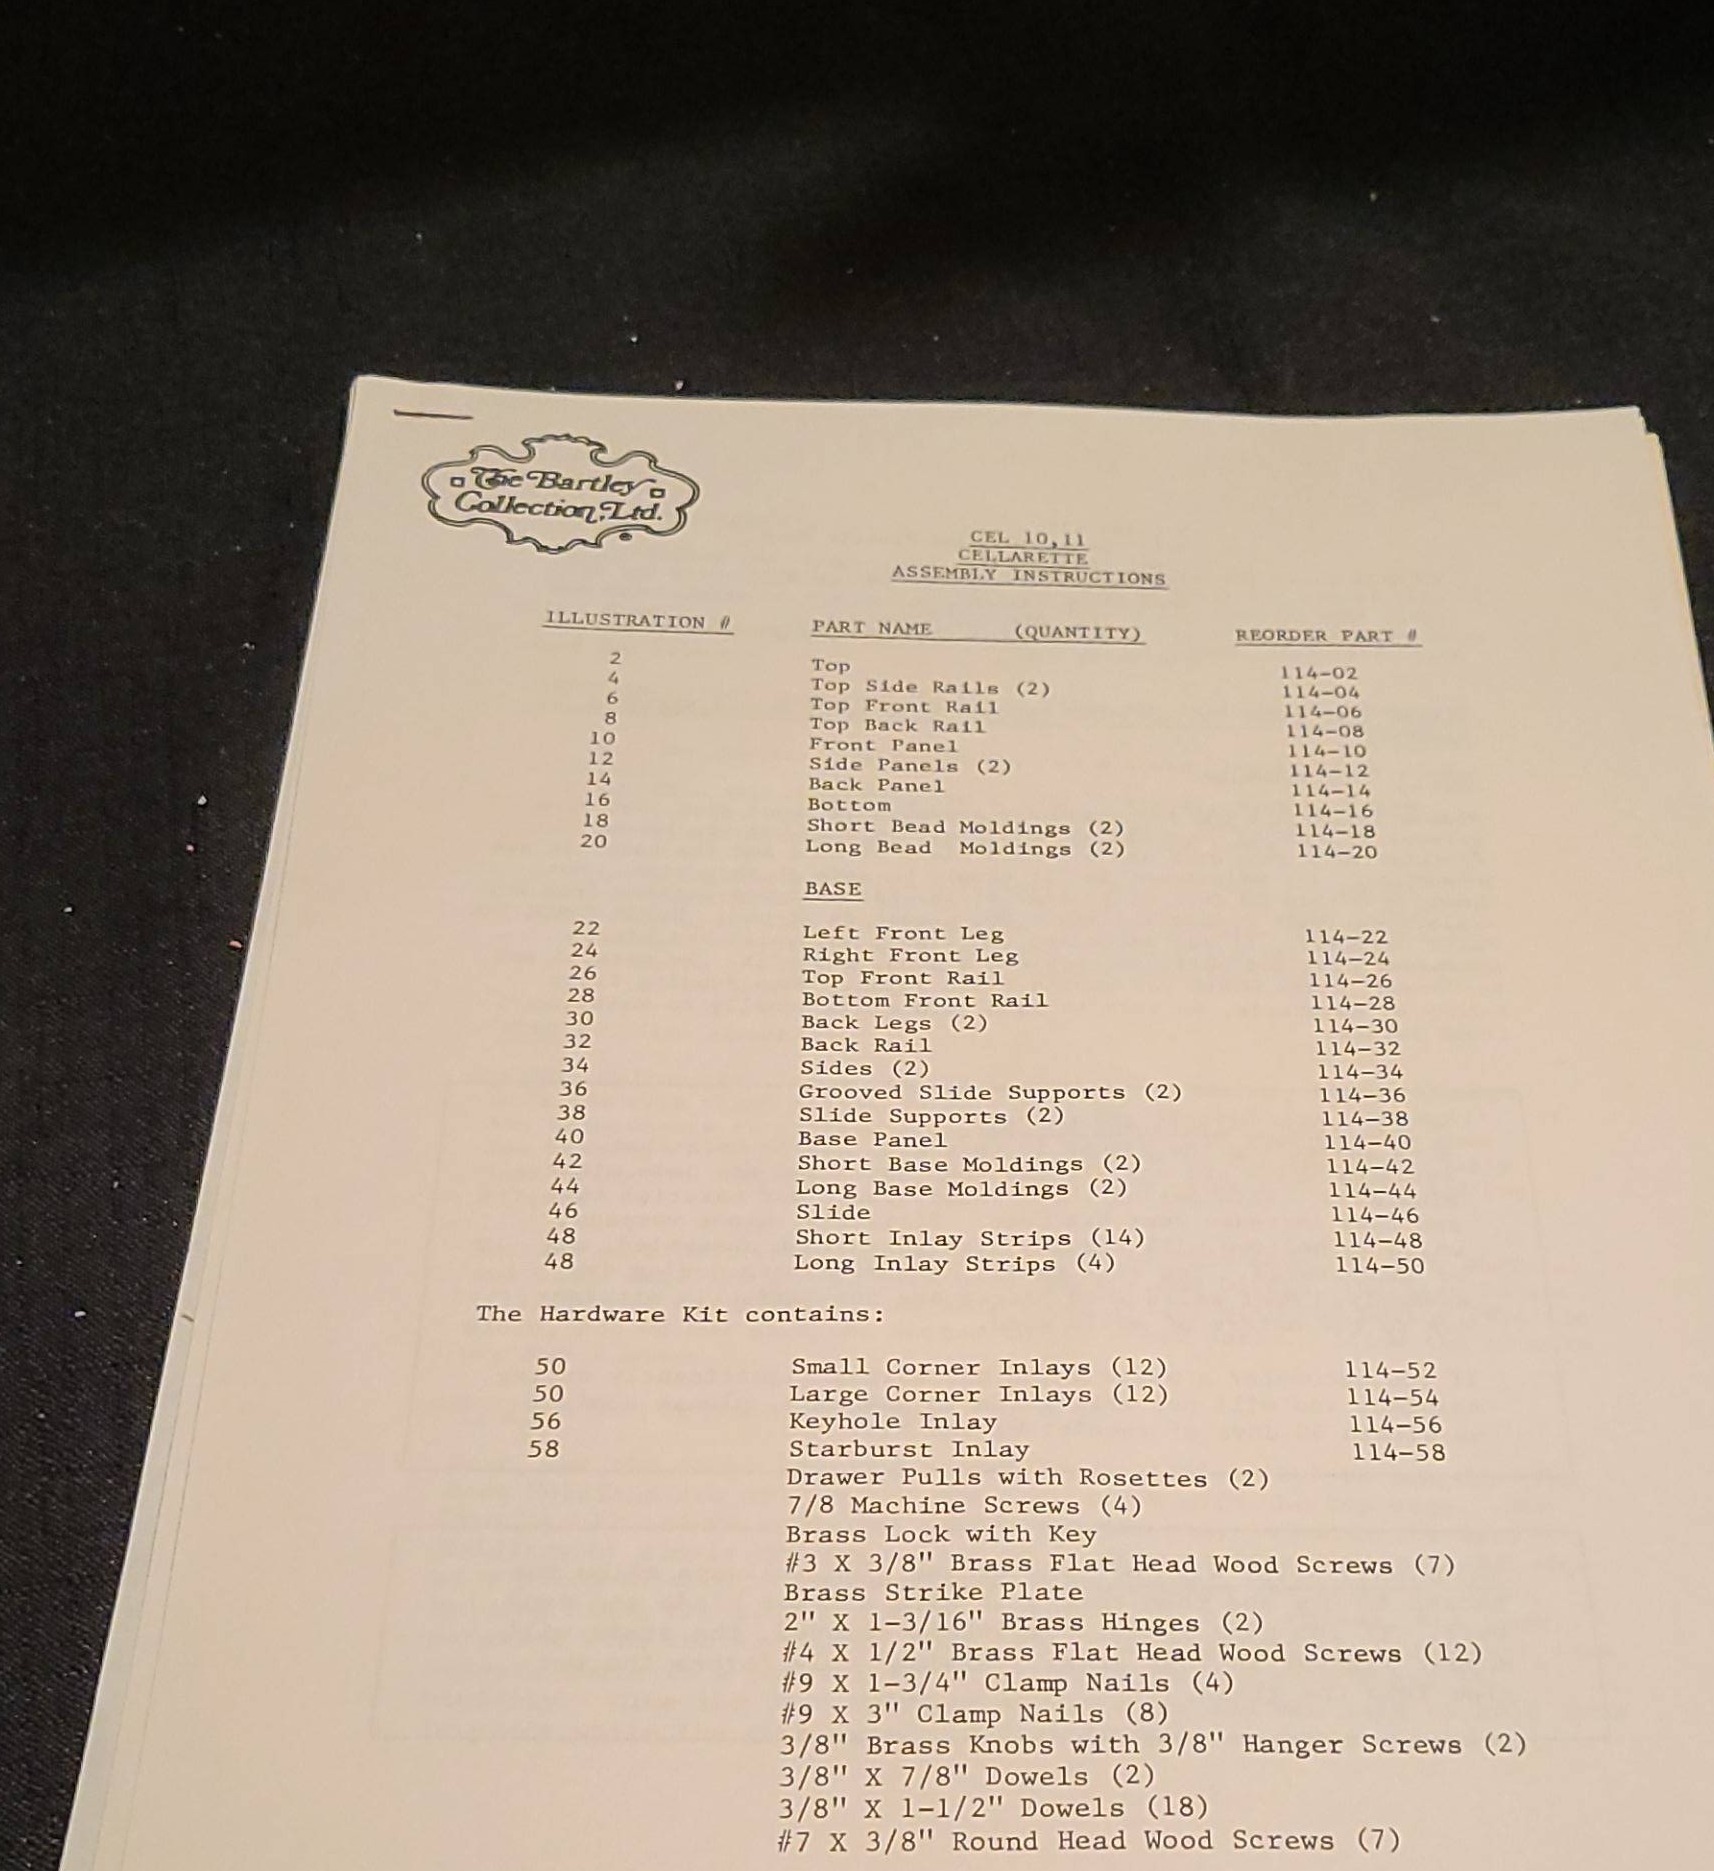 The Bartley
Collection, Ltd.
CEL 10,11
CELLARETTE
ASSEMBLY INSTRUCTIONS
ILLUSTRATION # PART NAME (QUANTITY) REORDER PART #
2 Top 114-02
4 Top Side Rails (2) 114-04
6 Top Front Rail 114-06
8 Top Back Rail 114-08
10 Front Panel 114-10
12 Side Panels (2) 114-12
14 Back Panel 114-14
16 Bottom 114-16
18 Short Bead Moldings (2) 114-18
20 Long Bead Moldings (2) 114-20
BASE
22 Left Front Leg 114-22
24 Right Front Leg 114-24
26 Top Front Rail 114-26
28 Bottom Front Rail 114-28
30 Back Legs (2) 114-30
32 Back Rail 114-32
34 Sides (2) 114-34
36 Grooved Slide Supports (2) 114-36
38 Slide Supports (2) 114-38
40 Base Panel 114-40
42 Short Base Moldings (2) 114-42
44 Long Base Moldings (2) 114-44
46 Slide 114-46
48 Short Inlay Strips (14) 114-48
48 Long Inlay Strips (4) 114-50
The Hardware Kit contains:
50 Small Corner Inlays (12) 114-52
50 Large Corner Inlays (12) 114-54
56 Keyhole Inlay 114-56
58 Starburst Inlay 114-58
Drawer Pulls with Rosettes (2)
7/8 Machine Screws (4)
Brass Lock with Key
#3 X 3/8" Brass Flat Head Wood Screws (7)
Brass Strike Plate
2" X 1-3/16" Brass Hinges (2)
#4 X 1/2" Brass Flat Head Wood Screws (12)
#9 X 1-3/4" Clamp Nails (4)
#9 X 3" Clamp Nails (8)
3/8" Brass Knobs with 3/8" Hanger Screws (2)
3/8" X 7/8" Dowels (2)
3/8" X 1-1/2" Dowels (18)
#7 X 3/8" Round Head Wood Screws (7)